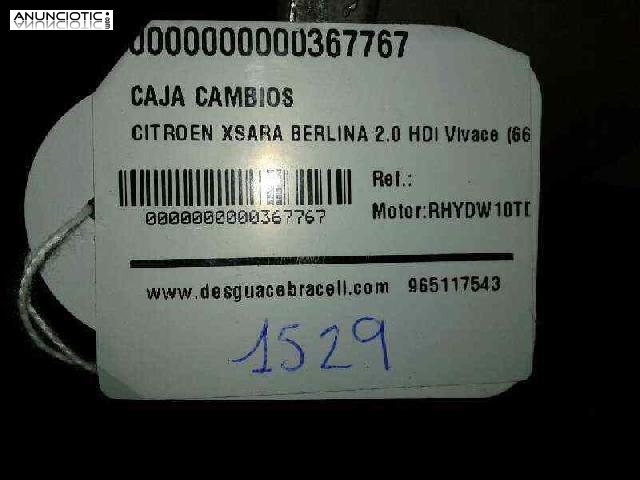 ANUNCIOTIC
0000000000367767
CAJA CAMBIOS
CITROEN XSARA BERLINA 2.0 HDI Vivace (66
Ref.:
0000000000367767
Motor:RHYDW10TD
www.desguacebracell.com 965117543
1529